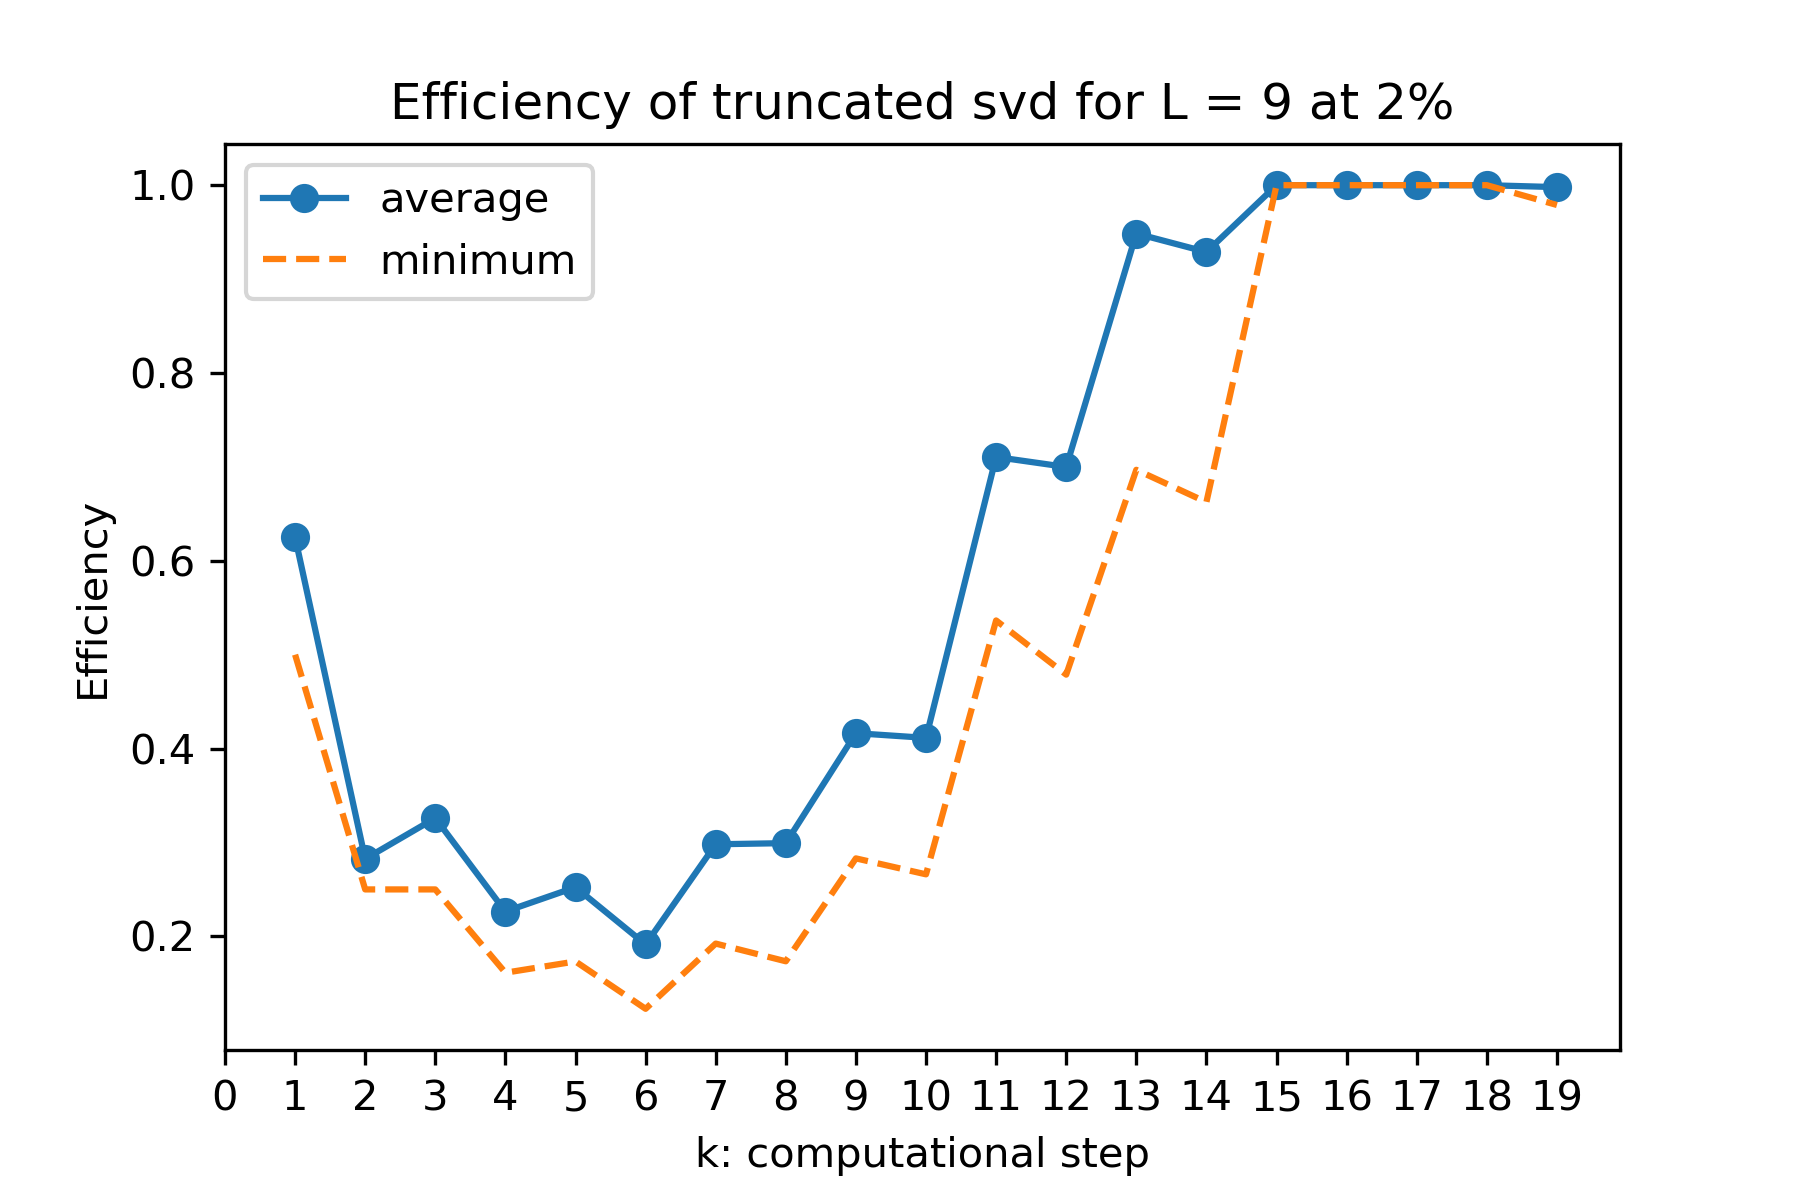 Efficiency of truncated svd for L = 9 at 2%
average
minimum
1.0
0.8
0.6
0.4
0.2
Efficiency
0 1 2 3 4 5 6 7 8 9 10 11 12 13 14 15 16 17 18 19
k: computational step